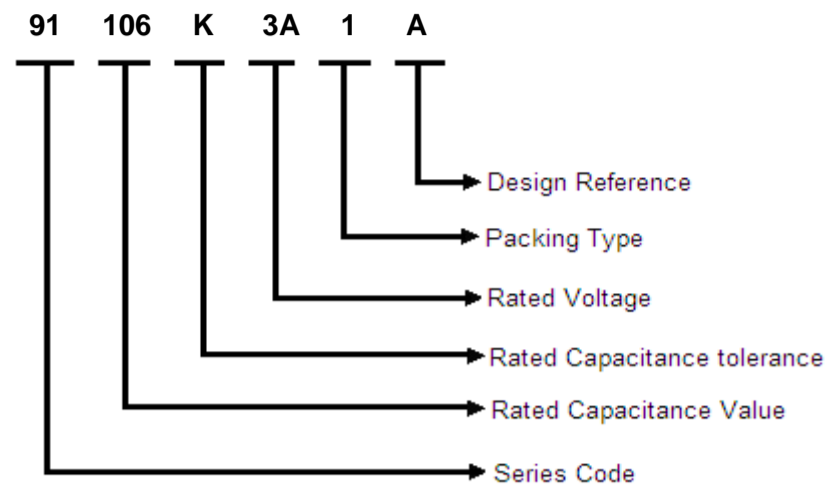 91 106 K 3A 1 A
Design Reference
Packing Type
Rated Voltage
Rated Capacitance tolerance
Rated Capacitance Value
Series Code